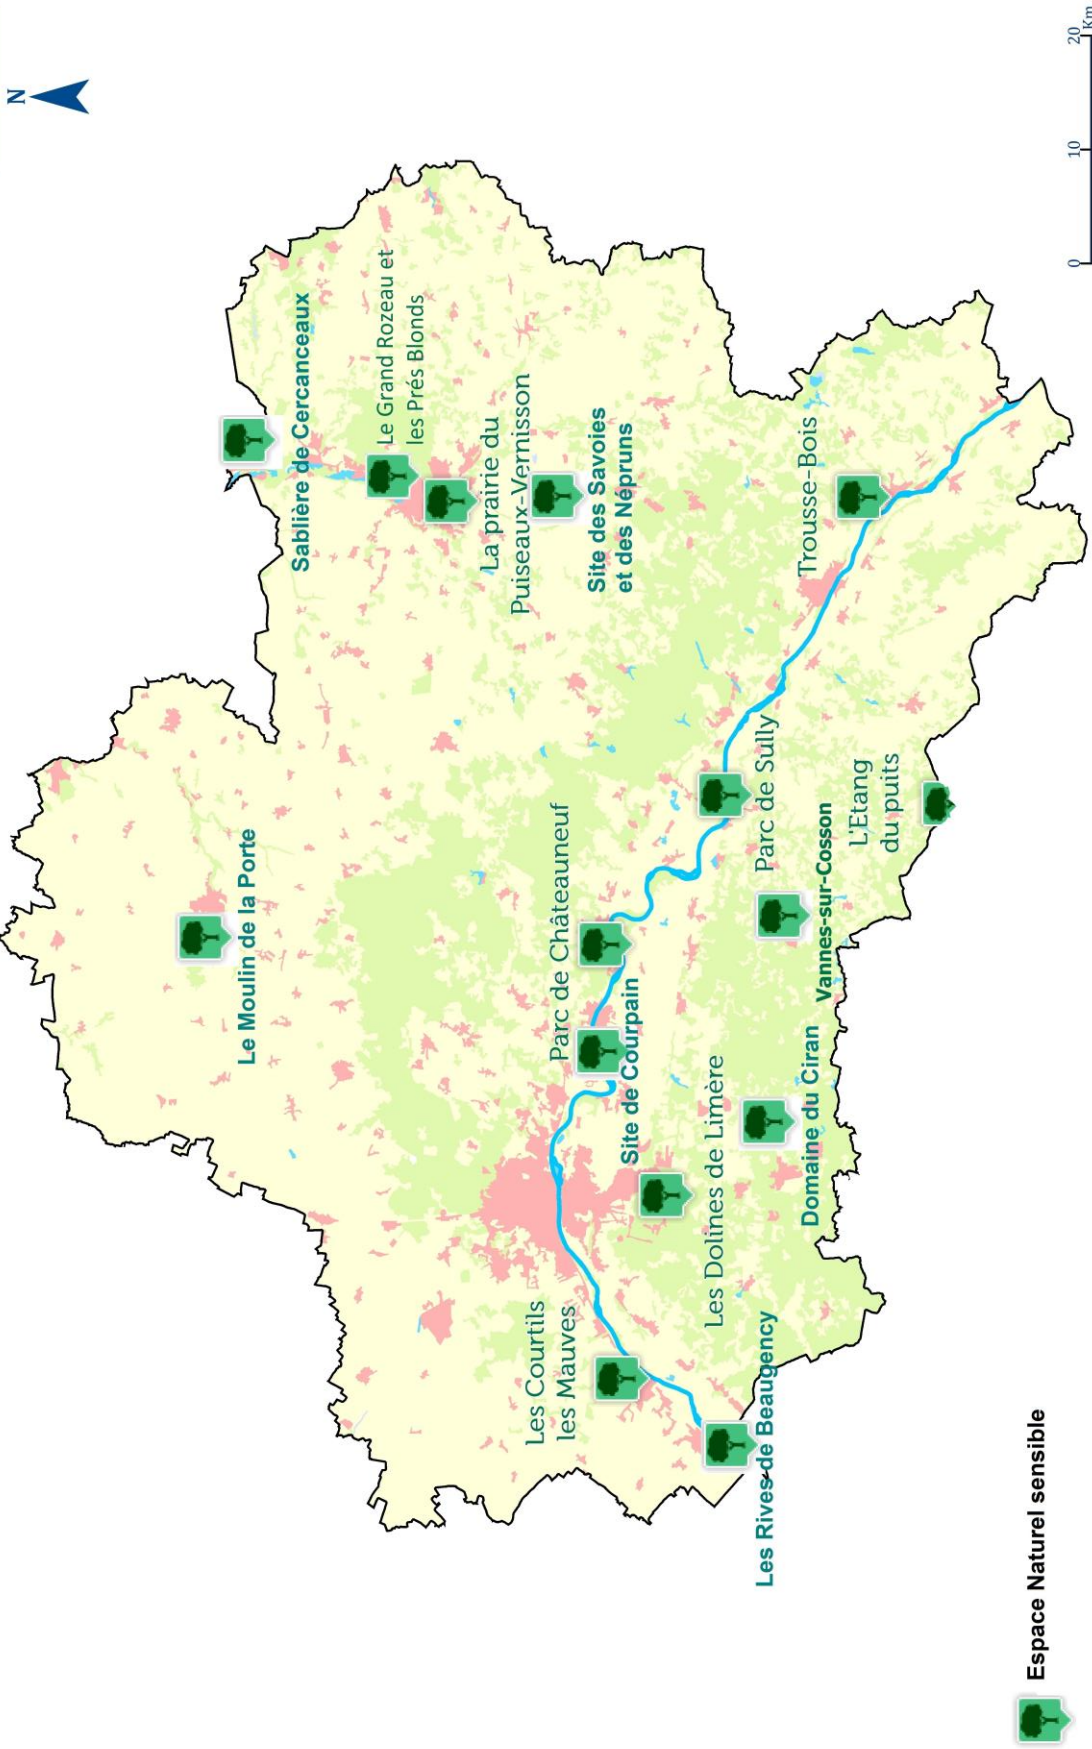 N
Le Moulin de la Porte
Sablière de Cercanceaux
Le Grand Rozeau et
les Prés Blonds
La prairie du
Puiseaux-Vernisson
Les Courtils
les Mauves
Parc de Châteauneuf
Site des Savoies
et des Nepruns
Site de Courpain
Les Dolines de Limère
Les Rives de Beaugency
Parc de Sully
Trousse-Bois
Domaine du Ciran
Vannes-sur-Cosson
L'Etang
du puits
Espace Naturel sensible
0 10 20
Km